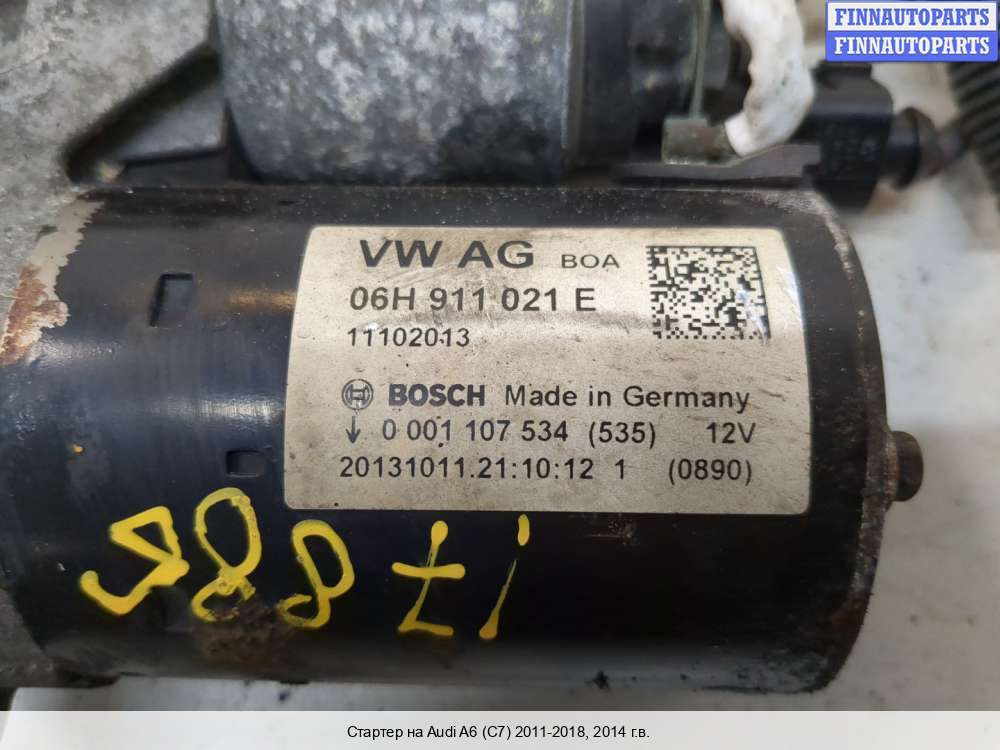 FINNAUTOPARTS
FINNAUTOPARTS
VW AG BOA
06H 911 021 E
11102013
BOSCH Made in Germany
0 001 107 534 (535) 12V
20131011.21:10:12 1 (0890)
Стартер на Audi A6 (C7) 2011-2018, 2014 г.в.